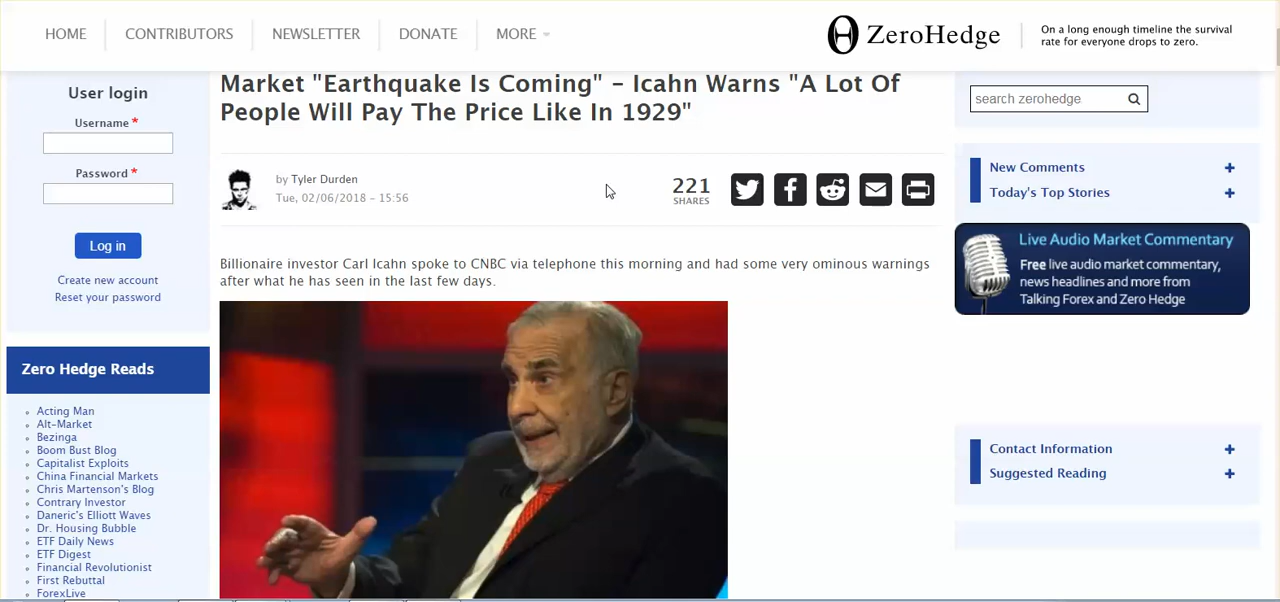 HOME
CONTRIBUTORS
NEWSLETTER
DONATE
MORE
ZeroHedge
On a long enough timeline the survival
rate for everyone drops to zero.
User login
Username *
Password *
Log in
Create new account
Reset your password
Zero Hedge Reads
Acting Man
Alt-Market
Bezinga
Boom Bust Blog
Capitalist Exploits
China Financial Markets
Chris Martenson's Blog
Contrary Investor
Daneric's Elliott Waves
Dr. Housing Bubble
ETF Daily News
ETF Digest
Financial Revolutionist
First Rebuttal
ForexLive
Market "Earthquake Is Coming" – Icahn Warns "A Lot Of
People Will Pay The Price Like In 1929"
by Tyler Durden
Tue, 02/06/2018 – 15:56
221
SHARES
Billionaire investor Carl Icahn spoke to CNBC via telephone this morning and had some very ominous warnings
after what he has seen in the last few days.
search zerohedge
New Comments +
Today's Top Stories +
Live Audio Market Commentary
Free live audio market commentary,
news headlines and more from
Talking Forex and Zero Hedge
Contact Information +
Suggested Reading +